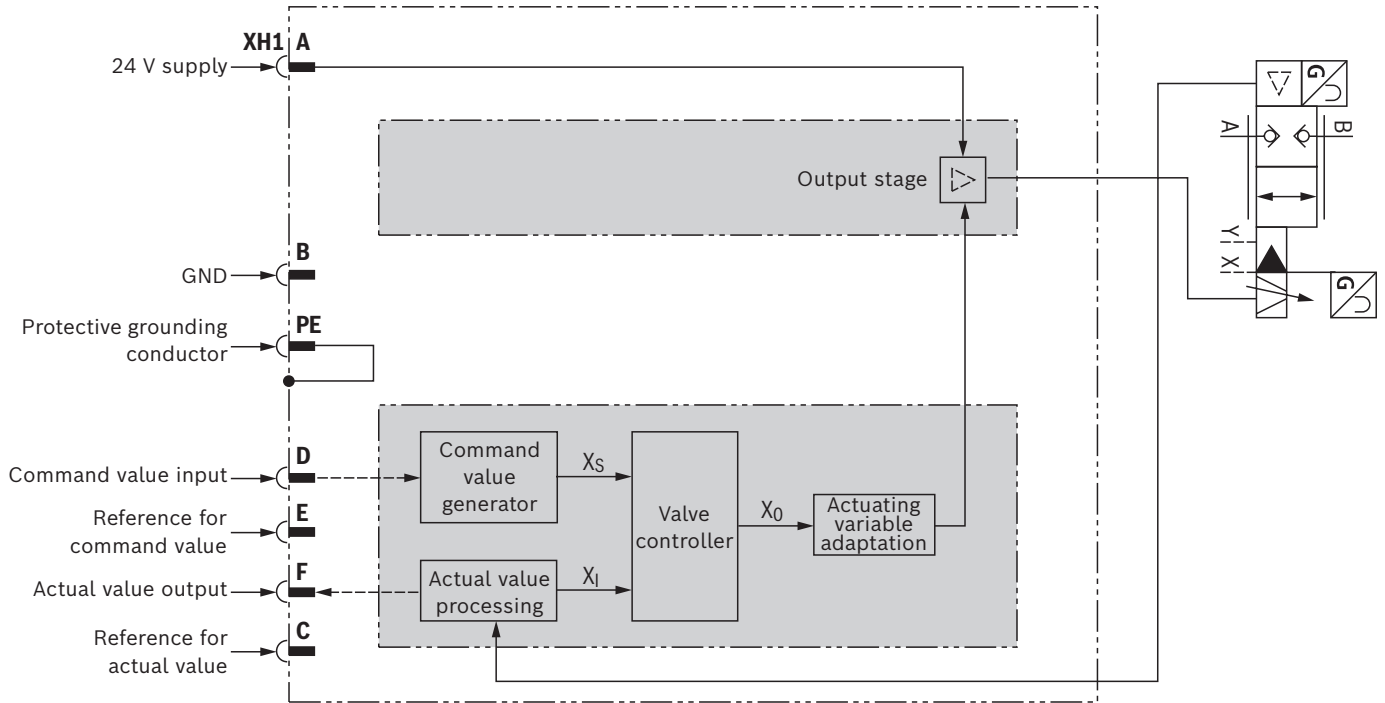 XH1 A
24 V supply
Output stage
B
GND
Protective grounding
conductor
PE
D
Command value input
E
Reference for
command value
F
Actual value output
C
Reference for
actual value
Command
value
generator
XS
Actual value
processing
XI
Valve
controller
X0
Actuating
variable
adaptation
G
A
B
Y
X
G